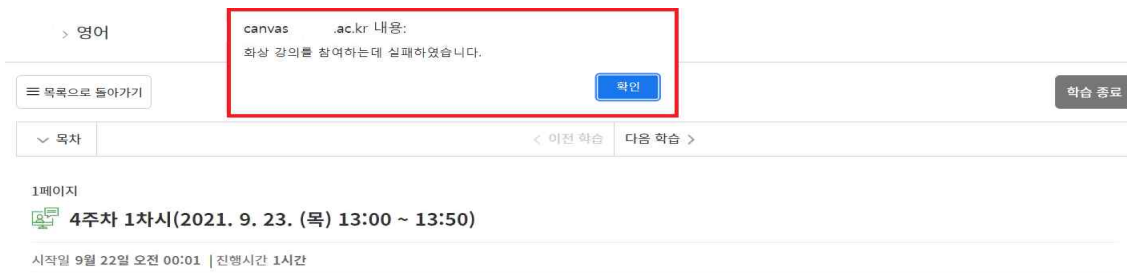 > 영어
canvas .ac.kr 내용:
화상 강의를 참여하는데 실패하였습니다.
확인
목록으로 돌아가기
학습 종료
목차
< 이전 학습
다음 학습 >
1페이지
4주차 1차시(2021. 9. 23. (목) 13:00 ~ 13:50)
시작일 9월 22일 오전 00:01 | 진행시간 1시간